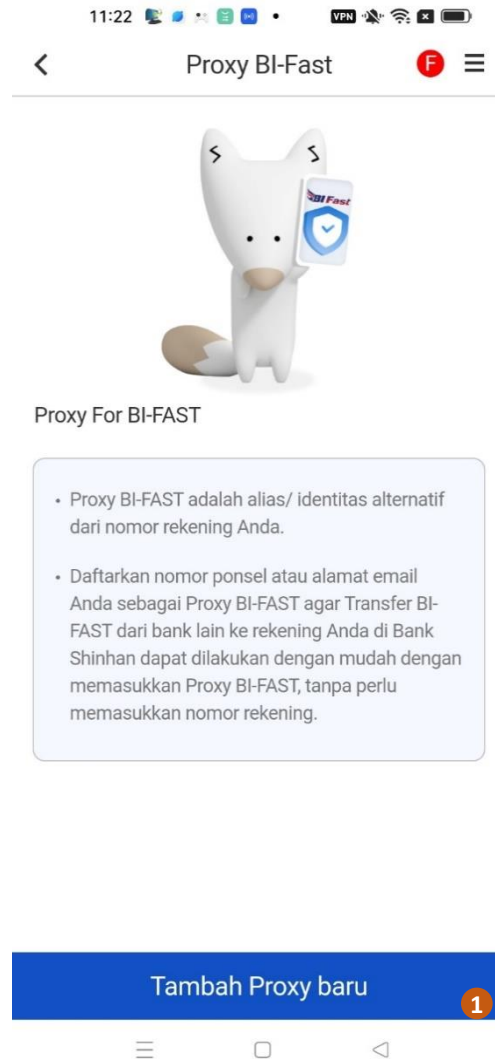 11:22
VPN
Proxy BI-Fast
F
BI Fast
Proxy For BI-FAST
• Proxy BI-FAST adalah alias/ identitas alternatif
dari nomor rekening Anda.
• Daftarkan nomor ponsel atau alamat email
Anda sebagai Proxy BI-FAST agar Transfer BI-
FAST dari bank lain ke rekening Anda di Bank
Shinhan dapat dilakukan dengan mudah dengan
memasukkan Proxy BI-FAST, tanpa perlu
memasukkan nomor rekening.
Tambah Proxy baru
1